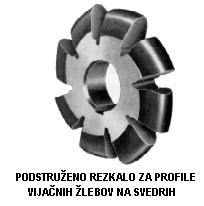 PODSTRUŽENO REZKALO ZA PROFILE
VIJAČNIH ŽLEBOV NA SVEDRIH